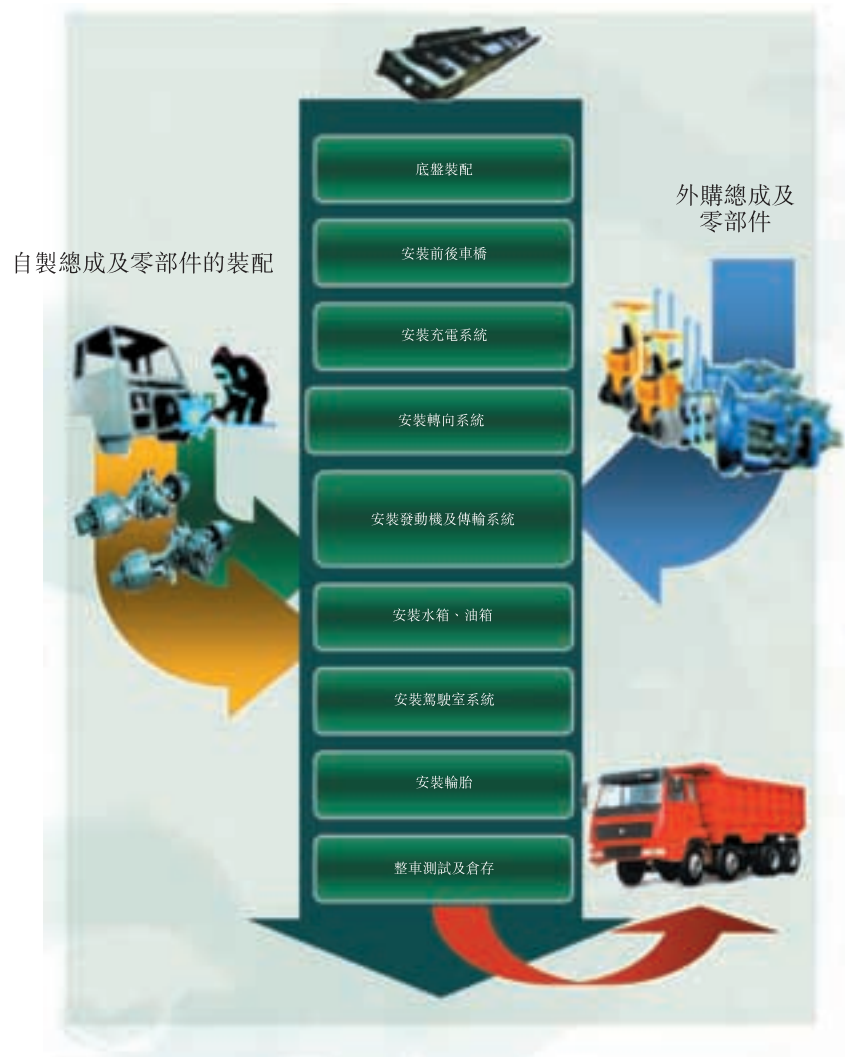 外購總成及
零部件
自製總成及零部件的裝配
底盤裝配
安裝前後車橋
安裝充電系統
安裝轉向系統
安裝發動機及傳輸系統
安裝水箱、油箱
安裝駕駛室系統
安裝輪胎
整車測試及倉存